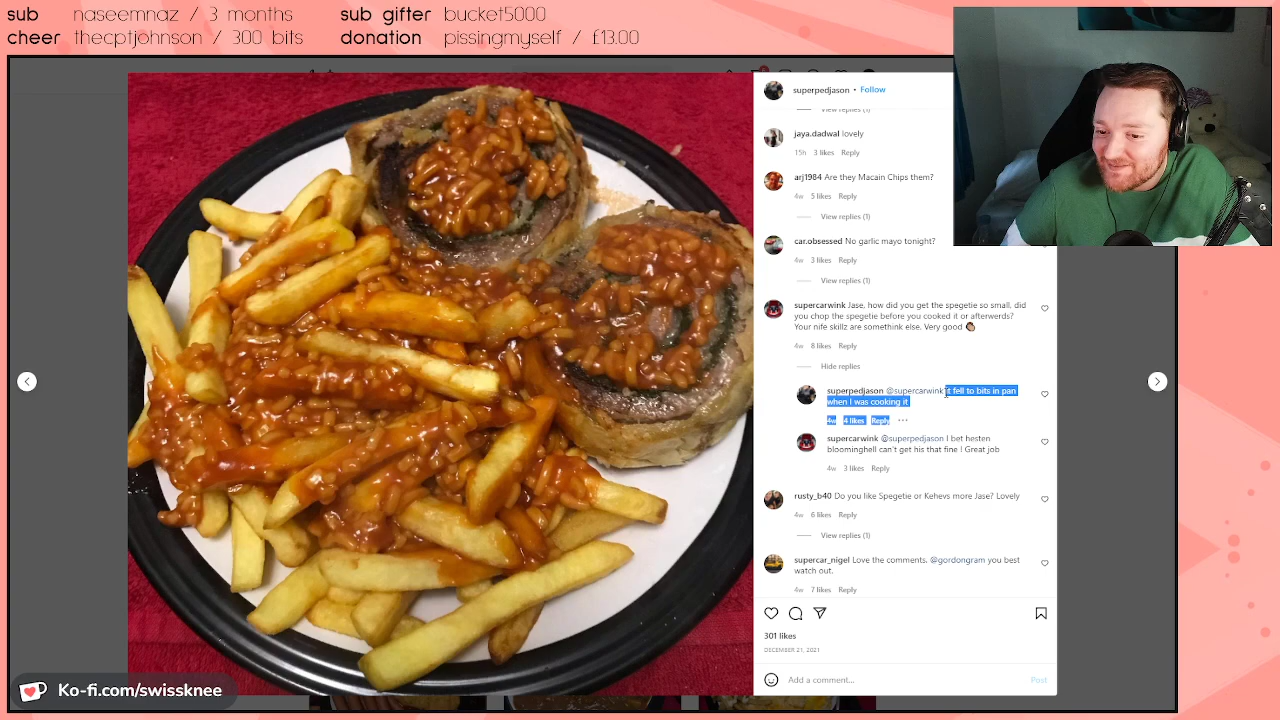 sub nasmaz / 3 months sub gifter bucket5000
cheer thecptjohnson / 300 bits donation pissingmyself / £13.00
superpedjason • Follow
View replies (1)
jaya.dadwal lovely
15h 3 likes Reply
arj1984 Are they Macain Chips them?
4w 5 likes Reply
View replies (1)
car.obsessed No garlic mayo tonight?
4w 3 likes Reply
View replies (1)
supercarwink Jase, how did you get the spegetie so small, did
you chop the spegetie before you cooked it or afterwerds?
Your nife skillz are somethink else. Very good
4w 8 likes Reply
Hide replies
superpedjason @supercarwink it fell to bits in pan
when I was cooking it
4w 4 likes Reply ...
supercarwink @superpedjason I bet hesten
bloominghell can't get his that fine ! Great job
4w 3 likes Reply
rusty_b40 Do you like Spegetie or Kehevs more Jase? Lovely
4w 6 likes Reply
View replies (1)
supercar_nigel Love the comments. @gordongram you best
watch out.
4w 7 likes Reply
301 likes
DECEMBER 21, 2021
Add a comment... Post
Ko-fi.com/wissknee